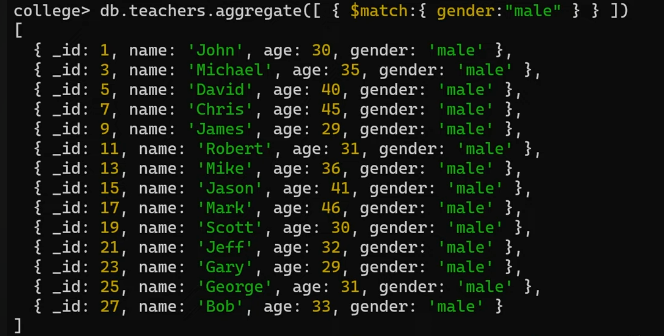 college> db.teachers.aggregate([ { $match:{ gender:"male" } } ])
[
  { _id: 1, name: 'John', age: 30, gender: 'male' },
  { _id: 3, name: 'Michael', age: 35, gender: 'male' },
  { _id: 5, name: 'David', age: 40, gender: 'male' },
  { _id: 7, name: 'Chris', age: 45, gender: 'male' },
  { _id: 9, name: 'James', age: 29, gender: 'male' },
  { _id: 11, name: 'Robert', age: 31, gender: 'male' },
  { _id: 13, name: 'Mike', age: 36, gender: 'male' },
  { _id: 15, name: 'Jason', age: 41, gender: 'male' },
  { _id: 17, name: 'Mark', age: 46, gender: 'male' },
  { _id: 19, name: 'Scott', age: 30, gender: 'male' },
  { _id: 21, name: 'Jeff', age: 32, gender: 'male' },
  { _id: 23, name: 'Gary', age: 29, gender: 'male' },
  { _id: 25, name: 'George', age: 31, gender: 'male' },
  { _id: 27, name: 'Bob', age: 33, gender: 'male' }
]